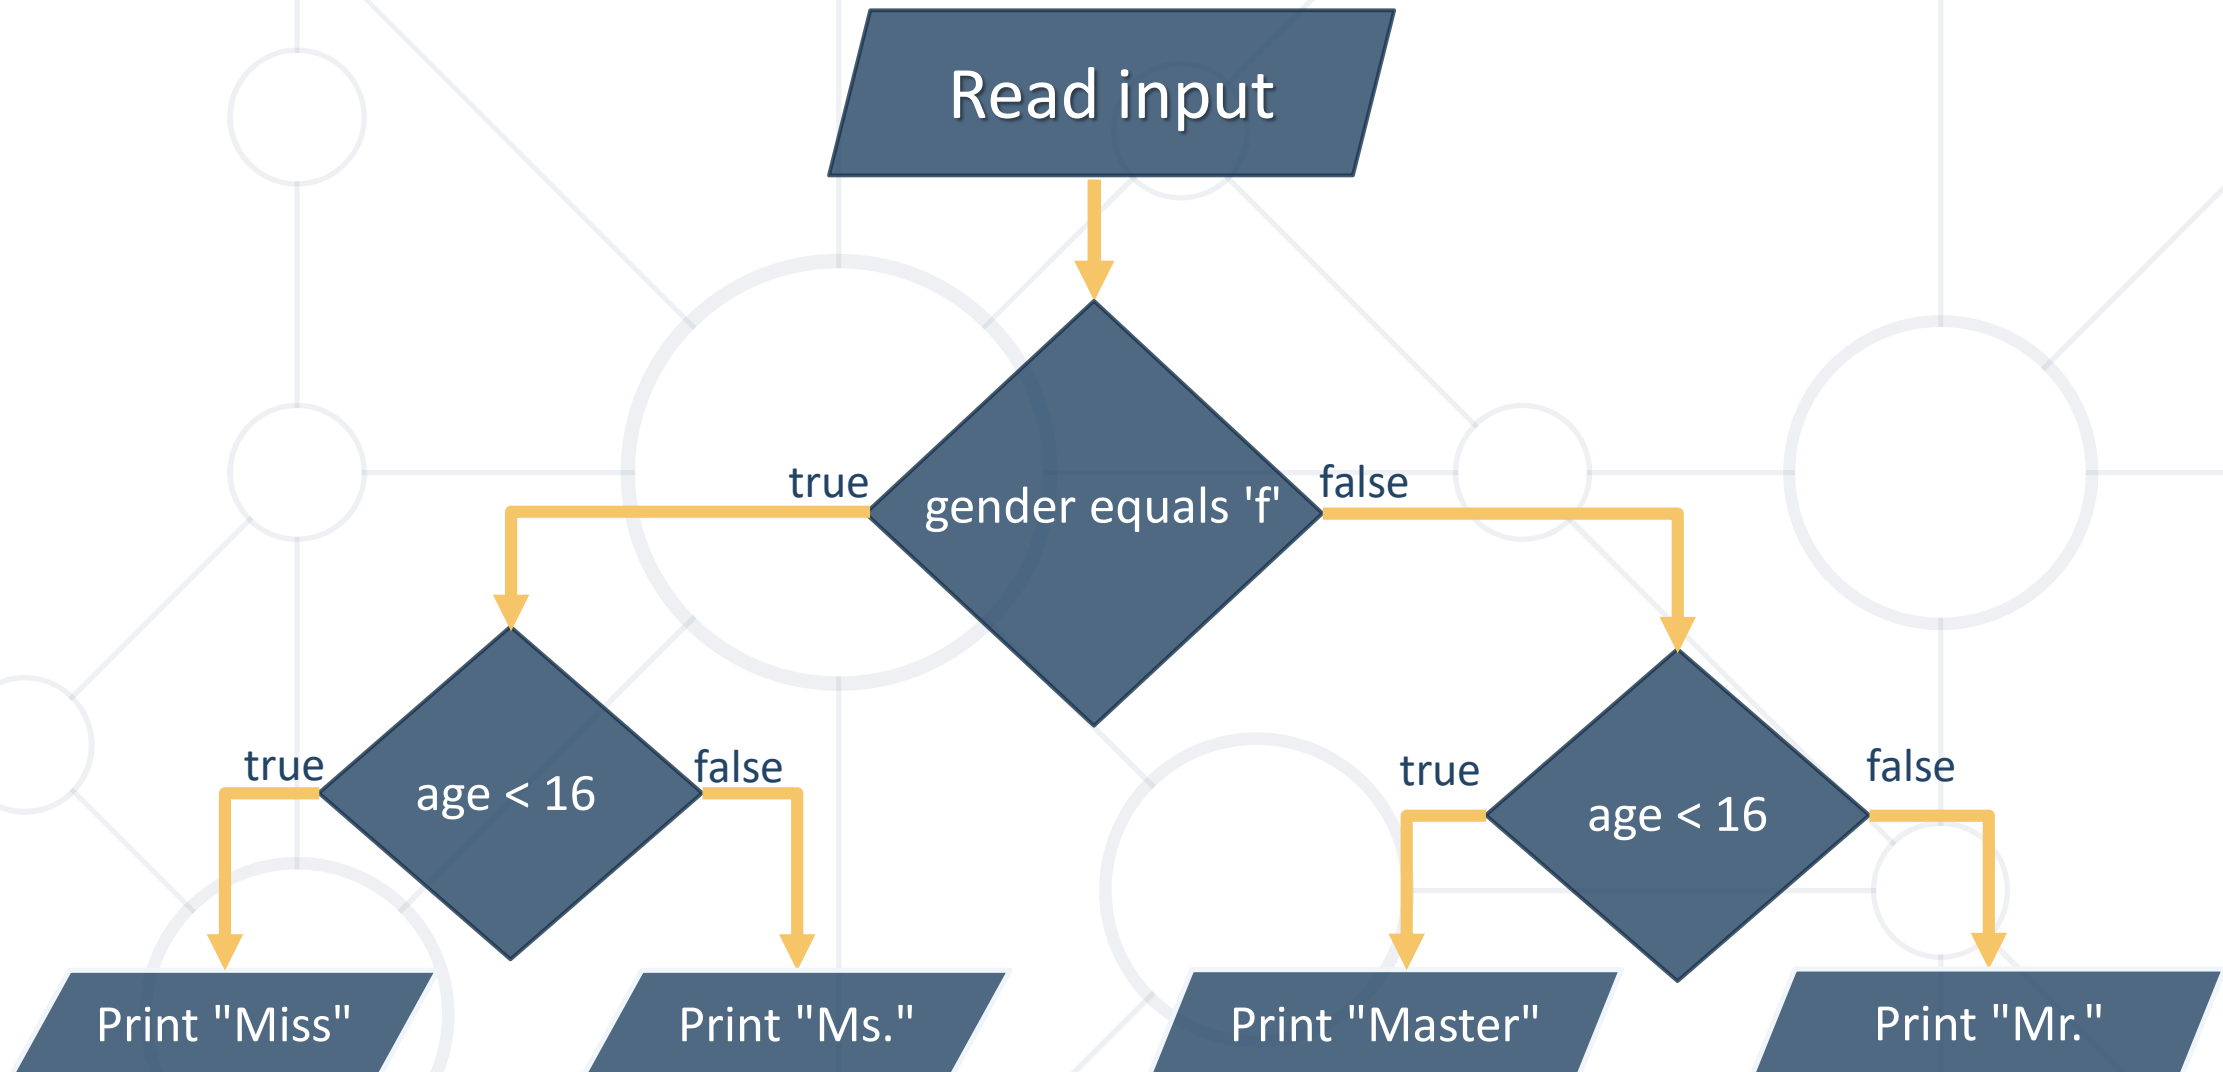 Read input
true
gender equals 'f'
false
true
age < 16
false
true
age < 16
false
Print "Miss"
Print "Ms."
Print "Master"
Print "Mr."